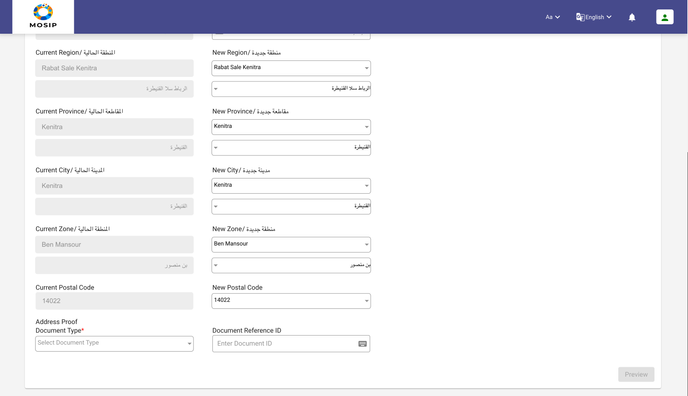 MOSIP
Aa
English
Current Region/ المنطقة الحالية
New Region/ منطقة جديدة
Rabat Sale Kenitra
Rabat Sale Kenitra
الرباط سلا القنيطرة
الرباط سلا القنيطرة
Current Province/ المقاطعة الحالية
New Province/ مقاطعة جديدة
Kenitra
Kenitra
القنيطرة
القنيطرة
Current City/ المدينة الحالية
New City/ مدينة جديدة
Kenitra
Kenitra
القنيطرة
القنيطرة
Current Zone/ المنطقة الحالية
New Zone/ منطقة جديدة
Ben Mansour
Ben Mansour
بن منصور
بن منصور
Current Postal Code
New Postal Code
14022
14022
Address Proof
Document Type*
Document Reference ID
Select Document Type
Enter Document ID
Preview